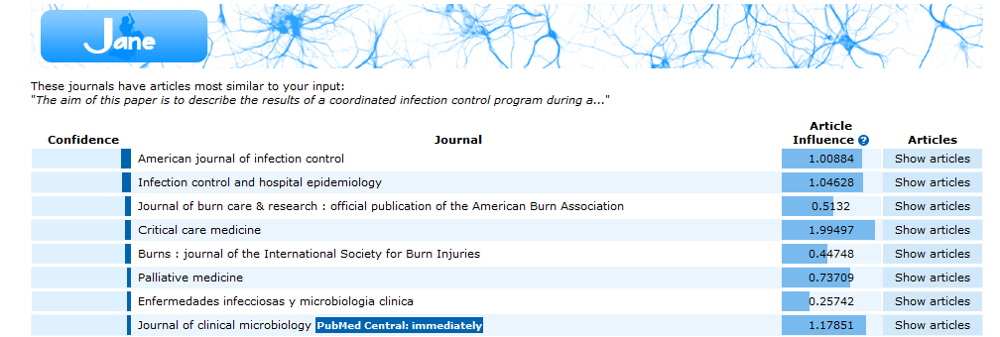 Jane
These journals have articles most similar to your input:
"The aim of this paper is to describe the results of a coordinated infection control program during a..."
Confidence Journal Article Influence ? Articles
American journal of infection control 1.00884 Show articles
Infection control and hospital epidemiology 1.04628 Show articles
Journal of burn care & research : official publication of the American Burn Association 0.5132 Show articles
Critical care medicine 1.99497 Show articles
Burns : journal of the International Society for Burn Injuries 0.44748 Show articles
Palliative medicine 0.73709 Show articles
Enfermedades infecciosas y microbiologia clinica 0.25742 Show articles
Journal of clinical microbiology PubMed Central: immediately 1.17851 Show articles